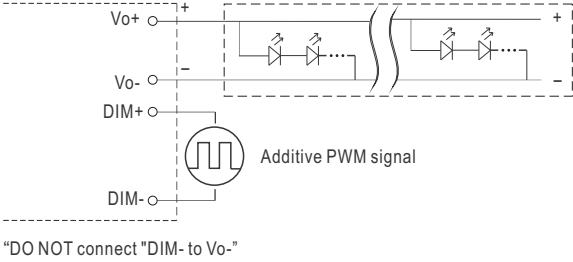 Vo+
+
+
Vo-
−
−
DIM+
Additive PWM signal
DIM-
“DO NOT connect "DIM- to Vo-”